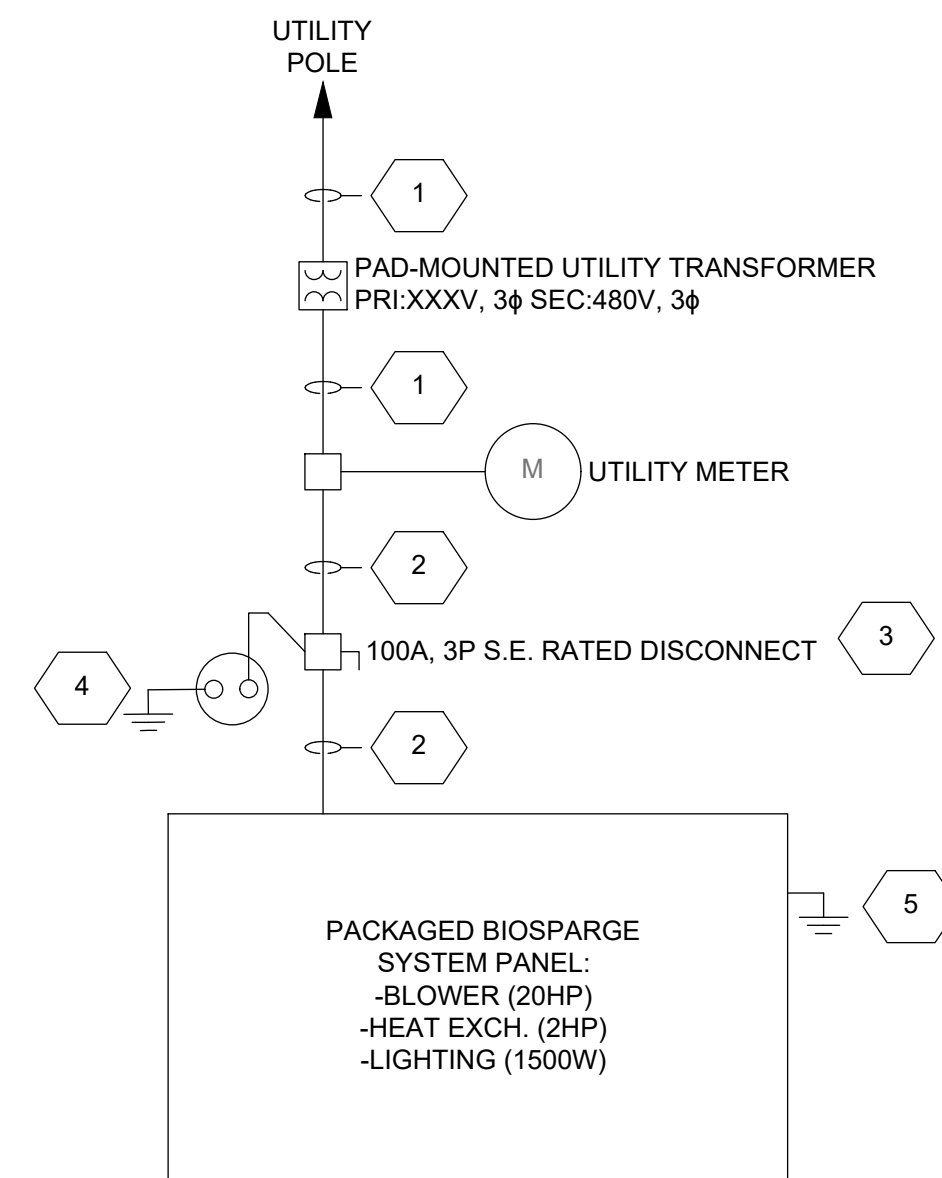 UTILITY
POLE
1
PAD-MOUNTED UTILITY TRANSFORMER
PRI:XXXV, 3ϕ SEC:480V, 3ϕ
1
M
UTILITY METER
2
100A, 3P S.E. RATED DISCONNECT
3
4
2
5
PACKAGED BIOSPARGE
SYSTEM PANEL:
-BLOWER (20HP)
-HEAT EXCH. (2HP)
-LIGHTING (1500W)